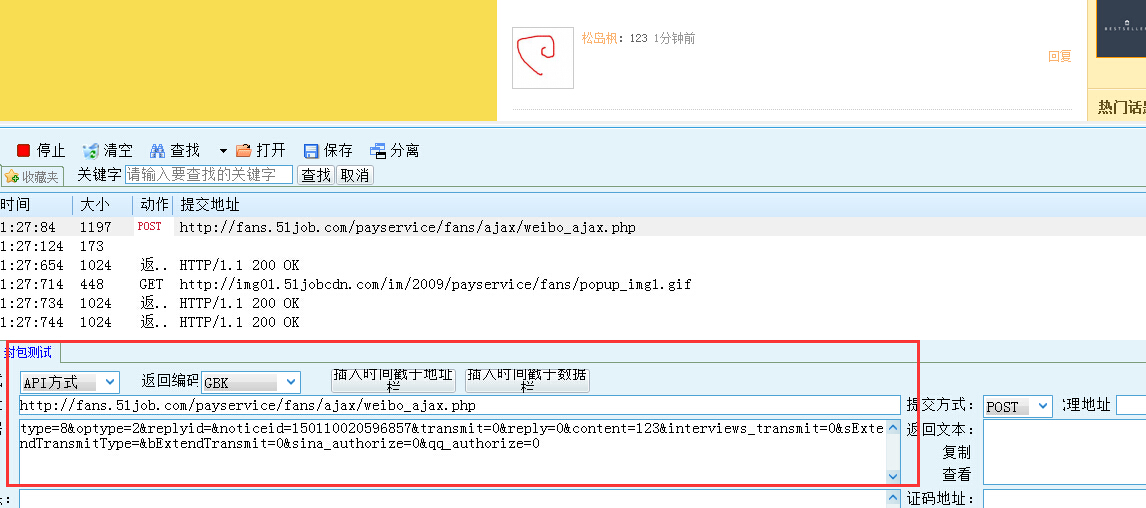 松岛枫：123 1分钟前
回复
BESTSELLER
热门话
停止 清空 查找 打开 保存 分离
收藏夹 关键字 请输入要查找的关键字 查找 取消
时间 大小 动作 提交地址
1:27:84 1197 POST http://fans.51job.com/payservice/fans/ajax/weibo_ajax.php
1:27:124 173
1:27:654 1024 返.. HTTP/1.1 200 OK
1:27:714 448 GET http://img01.51jobcdn.com/im/2009/payservice/fans/popup_img1.gif
1:27:734 1024 返.. HTTP/1.1 200 OK
1:27:744 1024 返.. HTTP/1.1 200 OK
封包测试
API方式 返回编码 GBK 插入时间戳于地址栏 插入时间戳于数据栏
http://fans.51job.com/payservice/fans/ajax/weibo_ajax.php 提交方式: POST 理地址
type=8&optype=2&replyid=&noticeid=150110020596857&transmit=0&reply=0&content=123&interviews_transmit=0&sExte
ndTransmitType=&bExtendTransmit=0&sina_authorize=0&qq_authorize=0
返回文本:
复制
查看
证码地址: